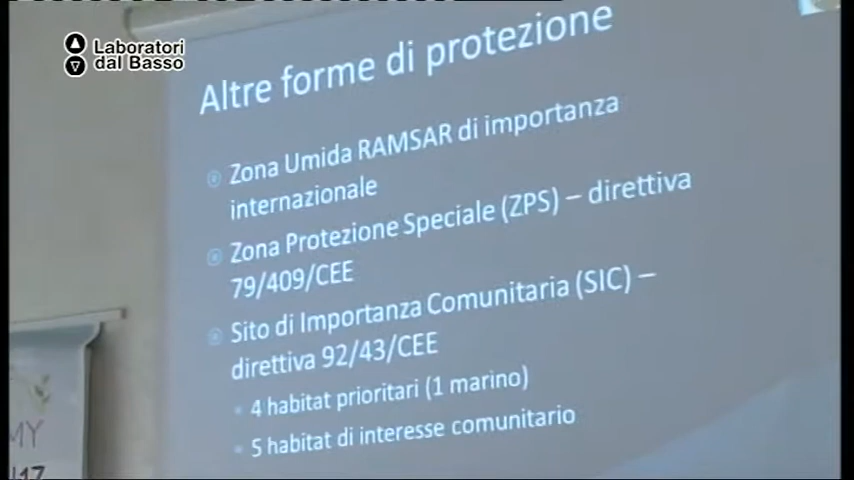 Laboratori
dal Basso
Altre forme di protezione
Zona Umida RAMSAR di importanza
internazionale
Zona Protezione Speciale (ZPS) – direttiva
79/409/CEE
Sito di Importanza Comunitaria (SIC) –
direttiva 92/43/CEE
4 habitat prioritari (1 marino)
5 habitat di interesse comunitario
MY